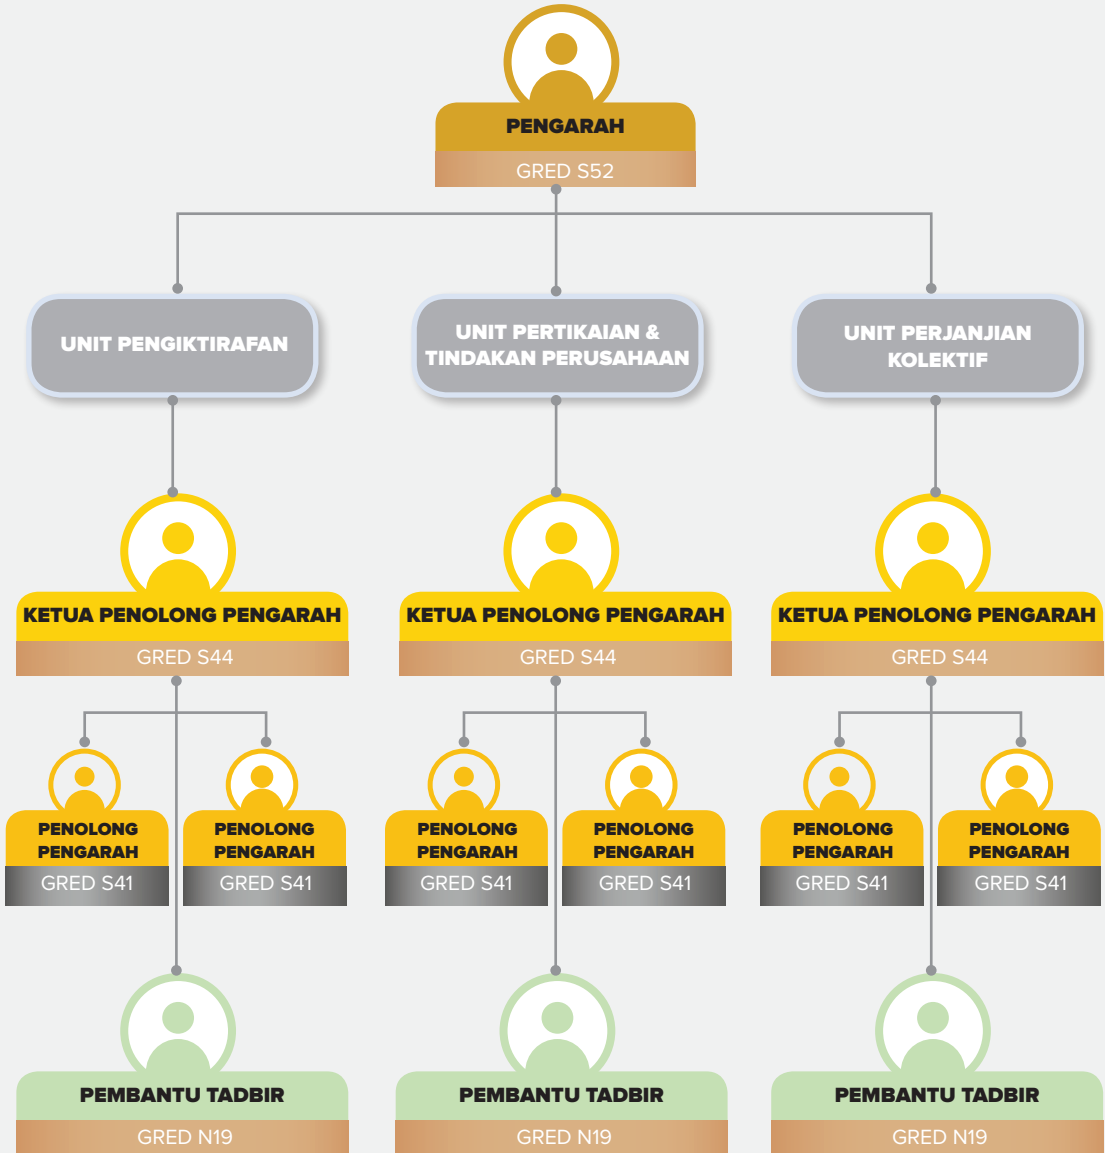 PENGARAH
GRED S52
UNIT PENGIKTIRAFAN
UNIT PERTIKAIAN &
TINDAKAN PERUSAHAAN
UNIT PERJANJIAN
KOLEKTIF
KETUA PENOLONG PENGARAH
GRED S44
KETUA PENOLONG PENGARAH
GRED S44
KETUA PENOLONG PENGARAH
GRED S44
PENOLONG
PENGARAH
GRED S41
PENOLONG
PENGARAH
GRED S41
PENOLONG
PENGARAH
GRED S41
PENOLONG
PENGARAH
GRED S41
PENOLONG
PENGARAH
GRED S41
PENOLONG
PENGARAH
GRED S41
PEMBANTU TADBIR
GRED N19
PEMBANTU TADBIR
GRED N19
PEMBANTU TADBIR
GRED N19